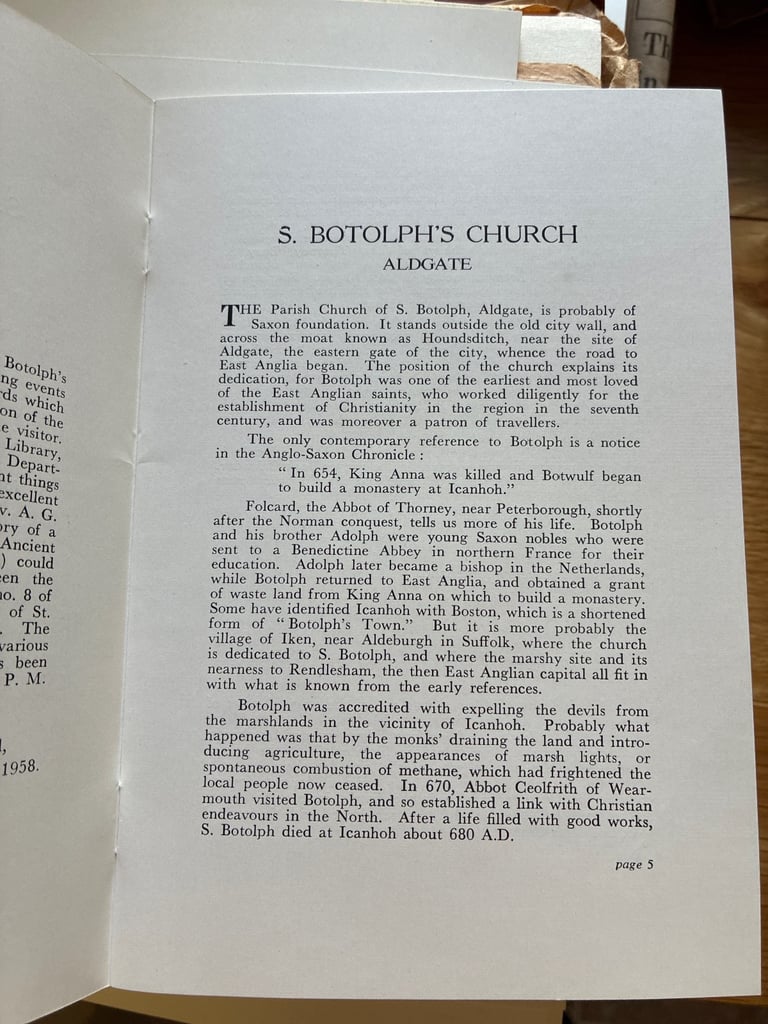 Botolph's
ng events
rds which
on of the
e visitor.
Library,
Depart-
nt things
excellent
v. A. G.
ory of a
Ancient
) could
en the
no. 8 of
of St.
. The
various
s been
P. M.
1958.
Th
n
S. BOTOLPH'S CHURCH
ALDGATE
THE Parish Church of S. Botolph, Aldgate, is probably of
Saxon foundation. It stands outside the old city wall, and
across the moat known as Houndsditch, near the site of
Aldgate, the eastern gate of the city, whence the road to
East Anglia began. The position of the church explains its
dedication, for Botolph was one of the earliest and most loved
of the East Anglian saints, who worked diligently for the
establishment of Christianity in the region in the seventh
century, and was moreover a patron of travellers.
The only contemporary reference to Botolph is a notice
in the Anglo-Saxon Chronicle :
" In 654, King Anna was killed and Botwulf began
to build a monastery at Icanhoh."
Folcard, the Abbot of Thorney, near Peterborough, shortly
after the Norman conquest, tells us more of his life. Botolph
and his brother Adolph were young Saxon nobles who were
sent to a Benedictine Abbey in northern France for their
education. Adolph later became a bishop in the Netherlands,
while Botolph returned to East Anglia, and obtained a grant
of waste land from King Anna on which to build a monastery.
Some have identified Icanhoh with Boston, which is a shortened
form of " Botolph's Town." But it is more probably the
village of Iken, near Aldeburgh in Suffolk, where the church
is dedicated to S. Botolph, and where the marshy site and its
nearness to Rendlesham, the then East Anglian capital all fit in
with what is known from the early references.
Botolph was accredited with expelling the devils from
the marshlands in the vicinity of Icanhoh. Probably what
happened was that by the monks' draining the land and intro-
ducing agriculture, the appearances of marsh lights, or
spontaneous combustion of methane, which had frightened the
local people now ceased. In 670, Abbot Ceolfrith of Wear-
mouth visited Botolph, and so established a link with Christian
endeavours in the North. After a life filled with good works,
S. Botolph died at Icanhoh about 680 A.D.
page 5